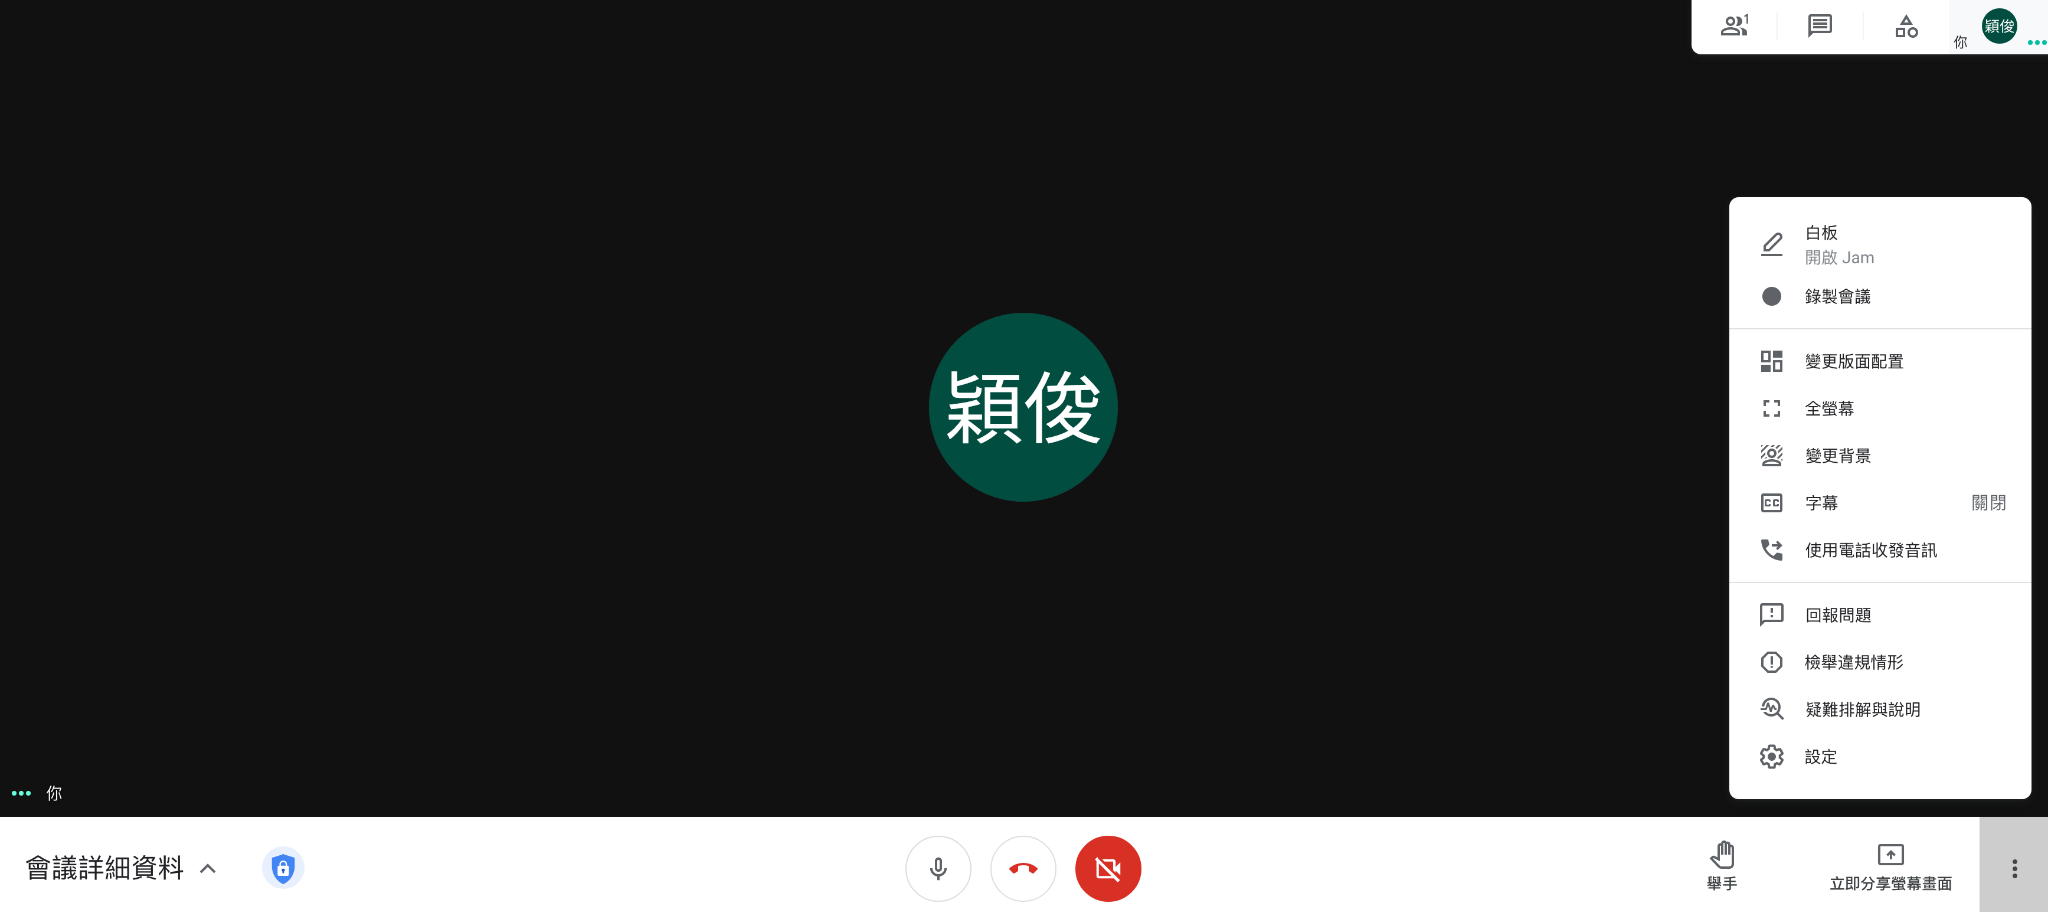 1
你
穎俊
白板
開啟 Jam
錄製會議
變更版面配置
全螢幕
變更背景
字幕 關閉
使用電話收發音訊
回報問題
檢舉違規情形
疑難排解與說明
設定
穎俊
你
會議詳細資料
舉手
立即分享螢幕畫面